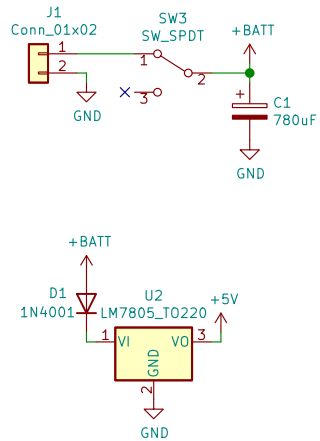 J1
Conn_01x02
1
2
GND
SW3
SW_SPDT
1
2
3
+BATT
+
C1
780uF
GND
+BATT
D1
1N4001
U2
LM7805_TO220
+5V
1
VI
VO
3
GND
2
GND